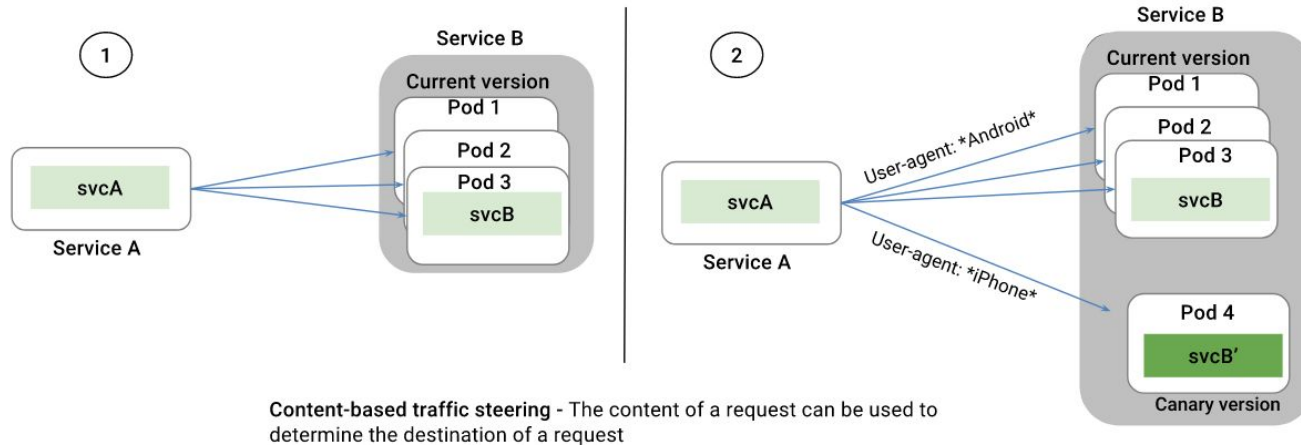 1
Service B
Current version
Pod 1
Pod 2
Pod 3
svcB
svcA
Service A
2
Service B
Current version
Pod 1
Pod 2
Pod 3
svcB
User-agent: *Android*
svcA
Service A
User-agent: *iPhone*
Pod 4
svcB’
Canary version
Content-based traffic steering - The content of a request can be used to
determine the destination of a request